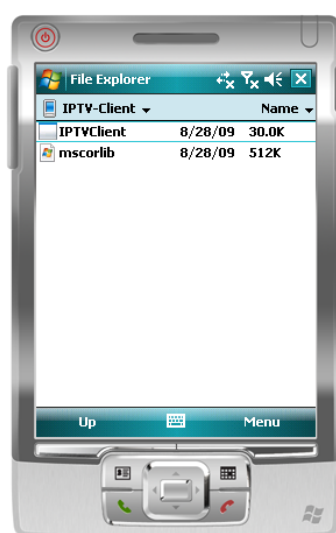 File Explorer
IPTV-Client Name
IPTVClient 8/28/09 30.0K
mscorlib 8/28/09 512K
Up Menu